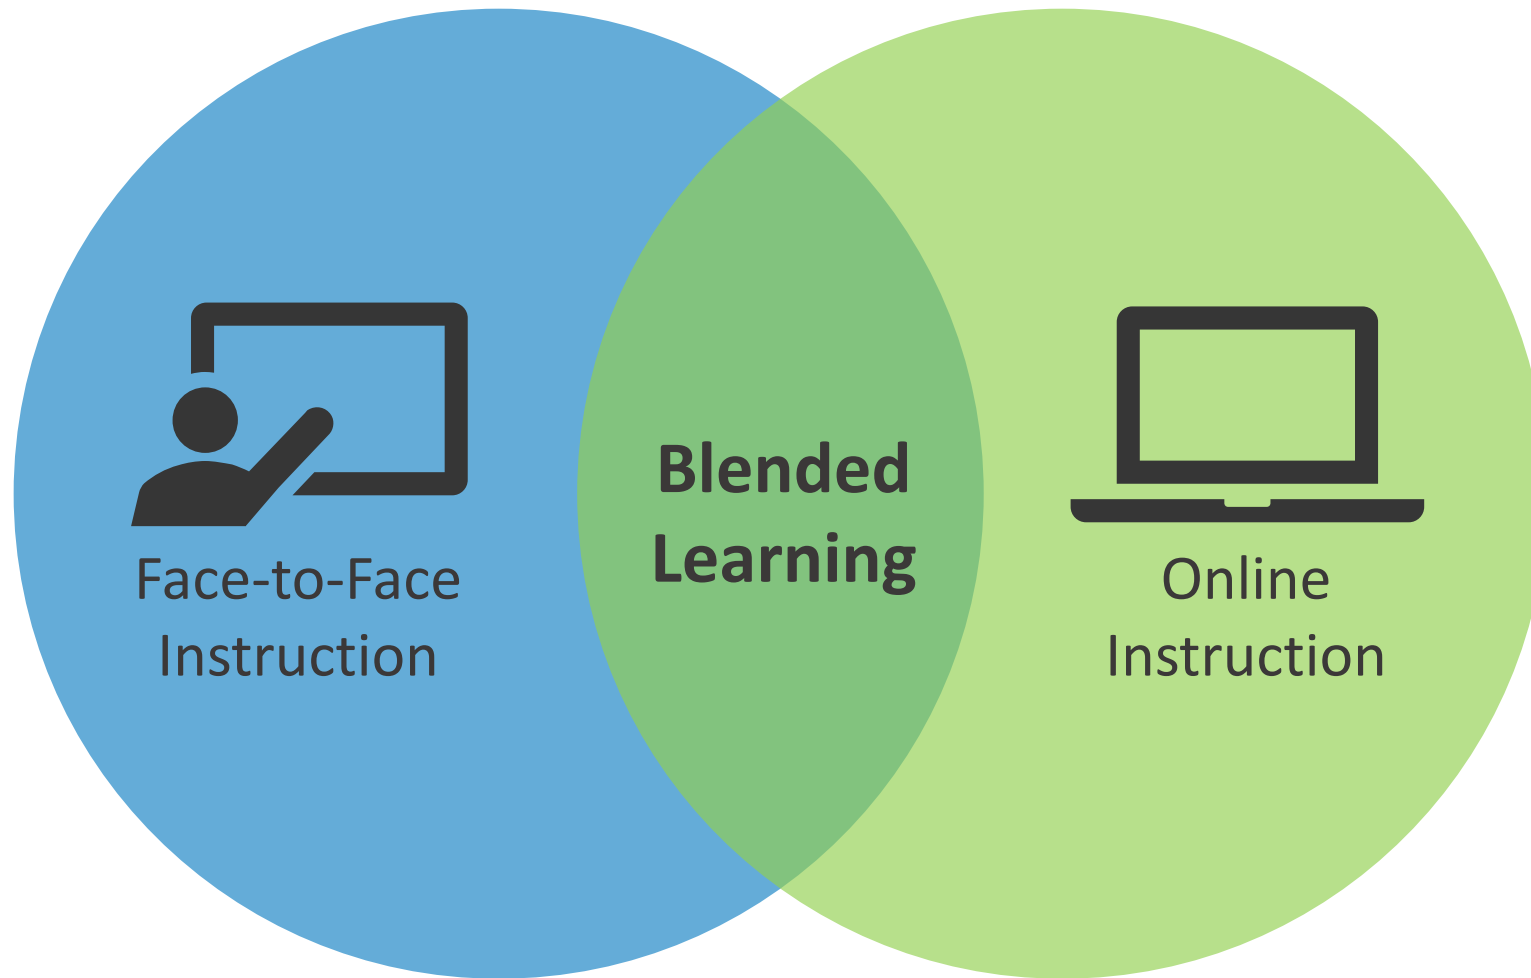 Face-to-Face
Instruction
Blended
Learning
Online
Instruction